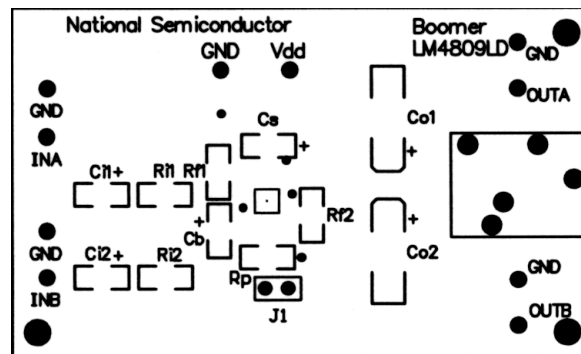 National Semiconductor
Boomer
LM4809LD
GND
Vdd
GND
GND
OUTA
INA
Cs
Co1
Ci1+
Ri1
Rf1
+
+
+
+
Rf2
GND
Cb
Co2
Ci2+
Ri2
Rp
GND
INB
J1
OUTB